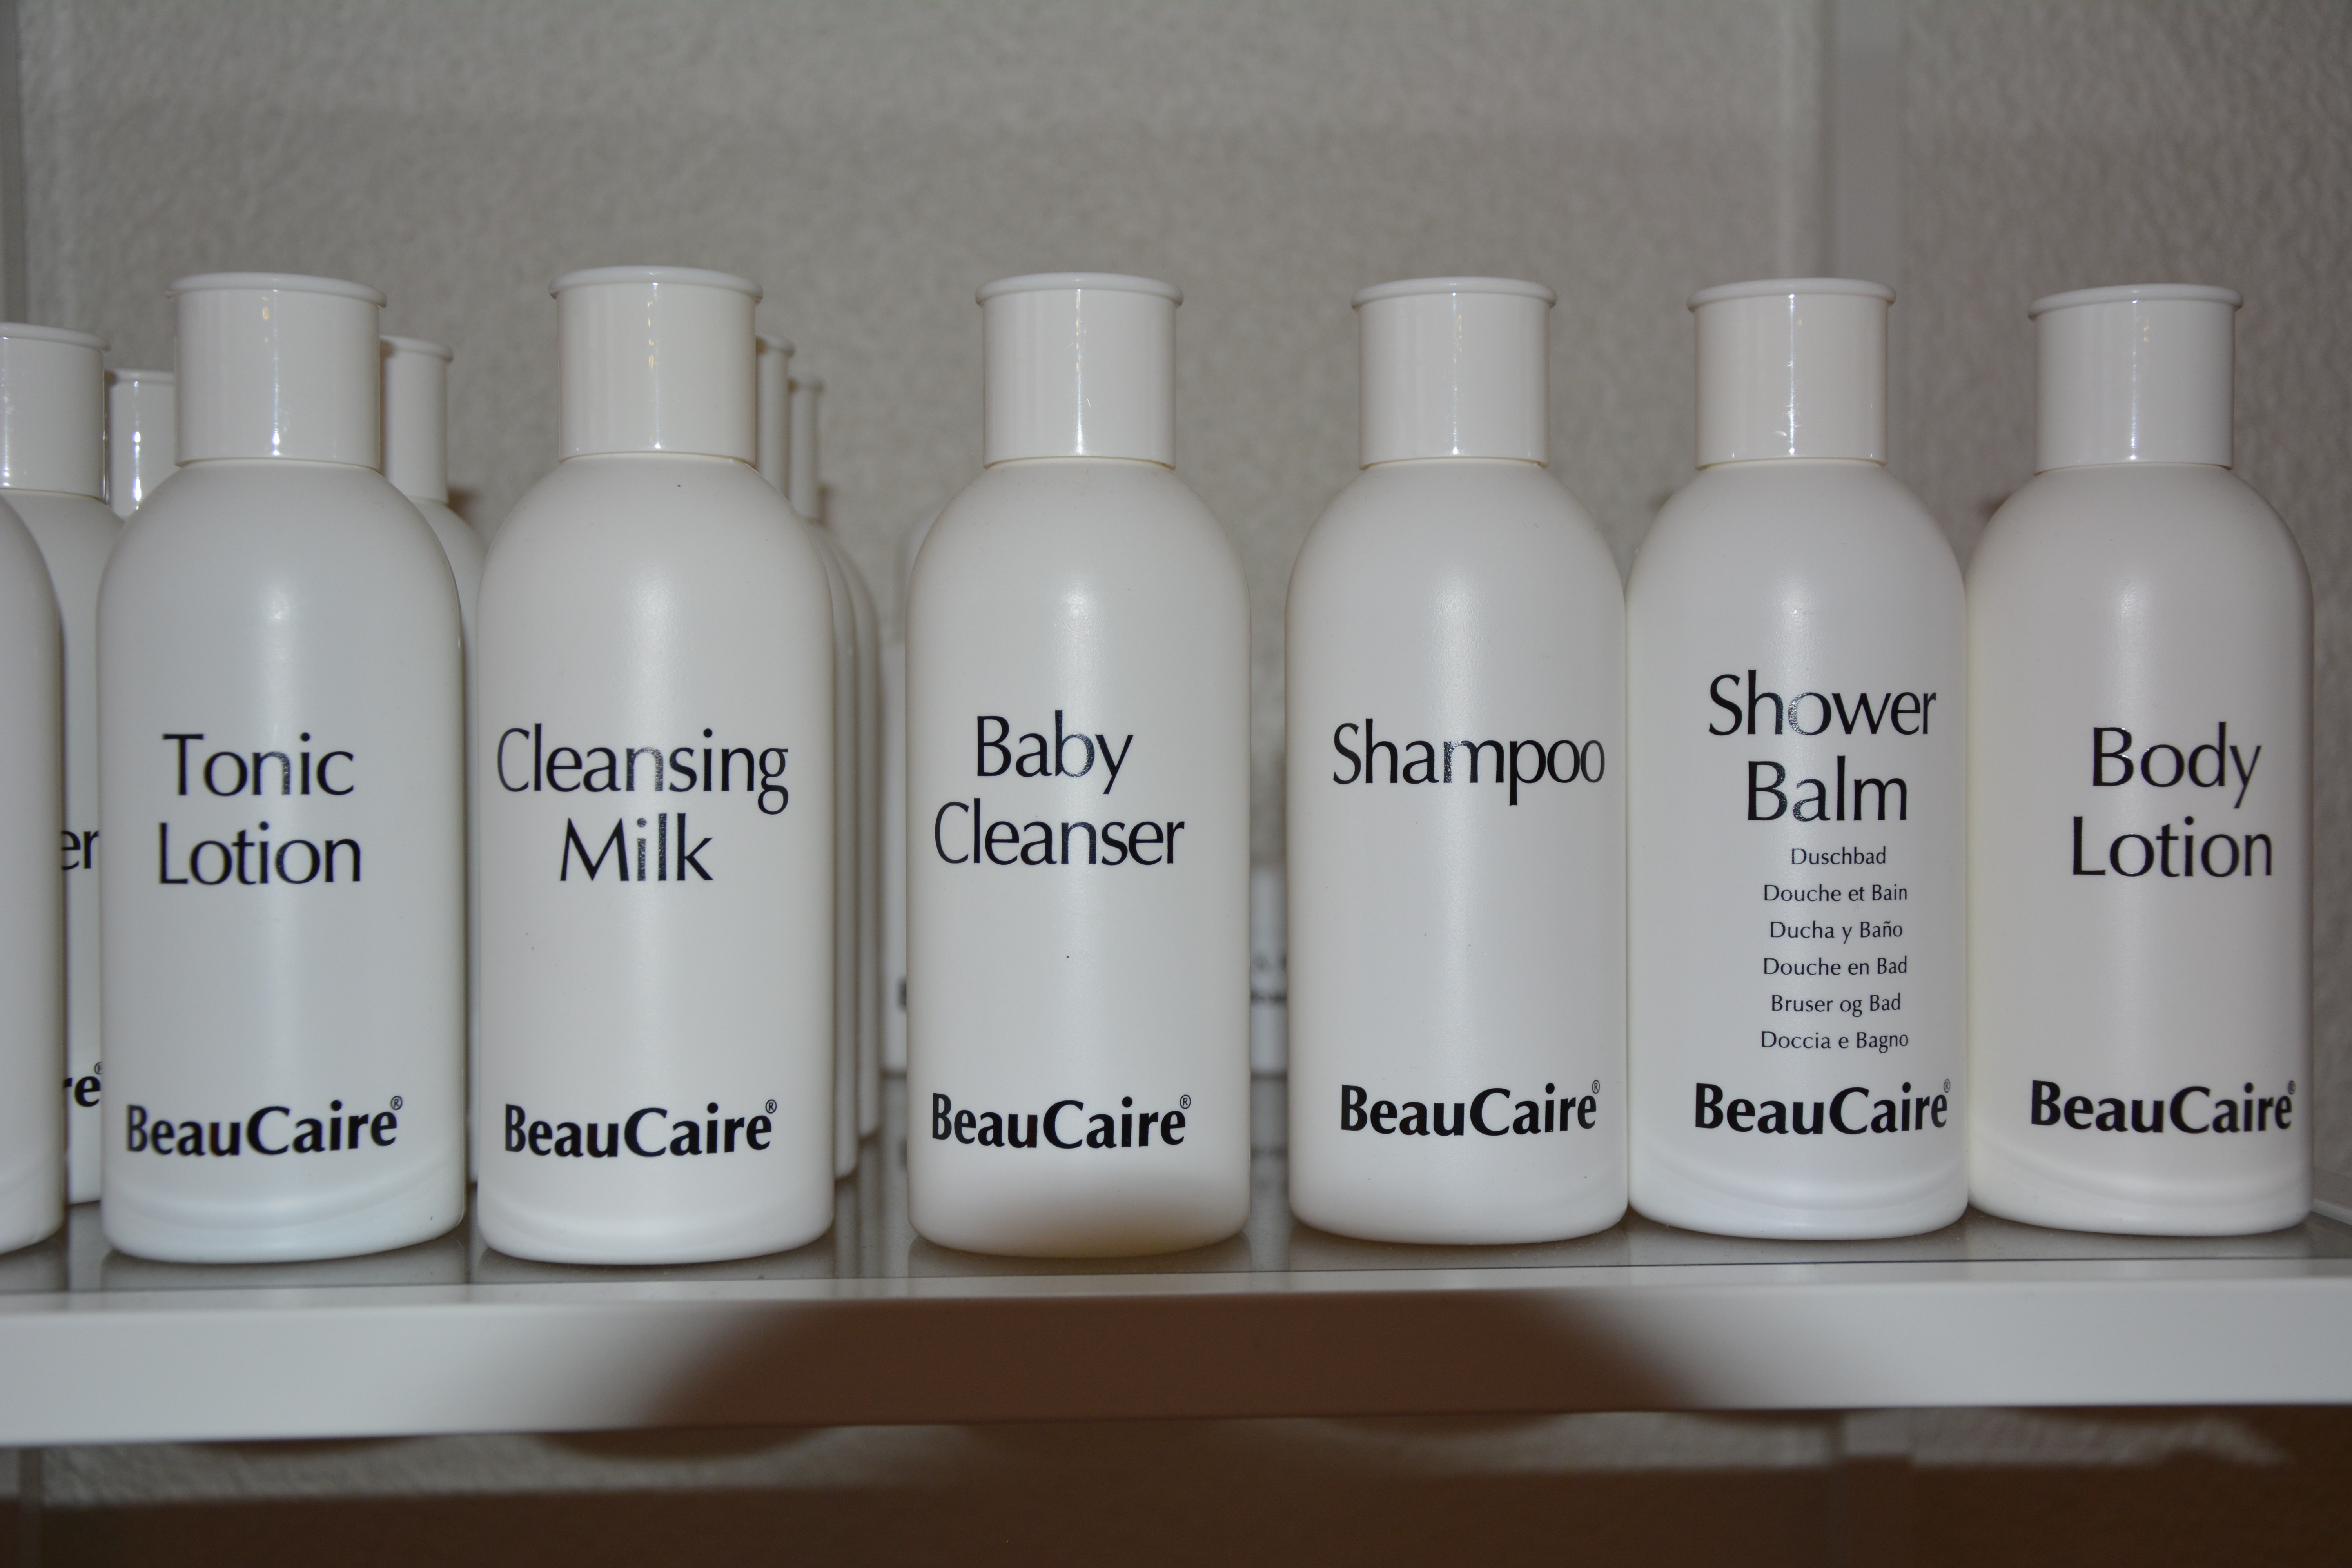 Tonic
Lotion
BeauCaire®
Cleansing
Milk
BeauCaire®
Baby
Cleanser
BeauCaire®
Shampoo
BeauCaire®
Shower
Balm
Duschbad
Douche et Bain
Ducha y Baño
Douche en Bad
Bruser og Bad
Doccia e Bagno
BeauCaire®
Body
Lotion
BeauCaire®